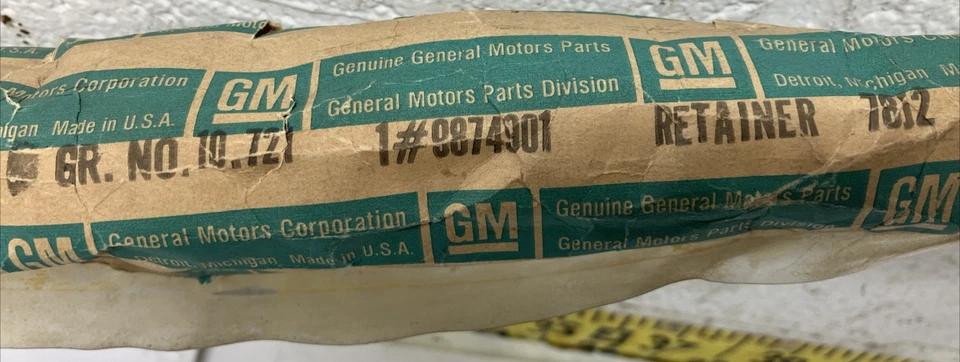 Motors
U.S.A.
Motors Corporation
Michigan Made in U.S.A.
GM
Genuine General Motors Parts
General Motors Parts Division
GM
General Motors
Detroit, Michigan
GR. NO. 10.721 1#9874901 RETAINER 7812
GM
General Motors Corporation
Detroit, Michigan Made in U.S.A.
GM
Genuine General Motors Parts
General Motors Parts Division
GM